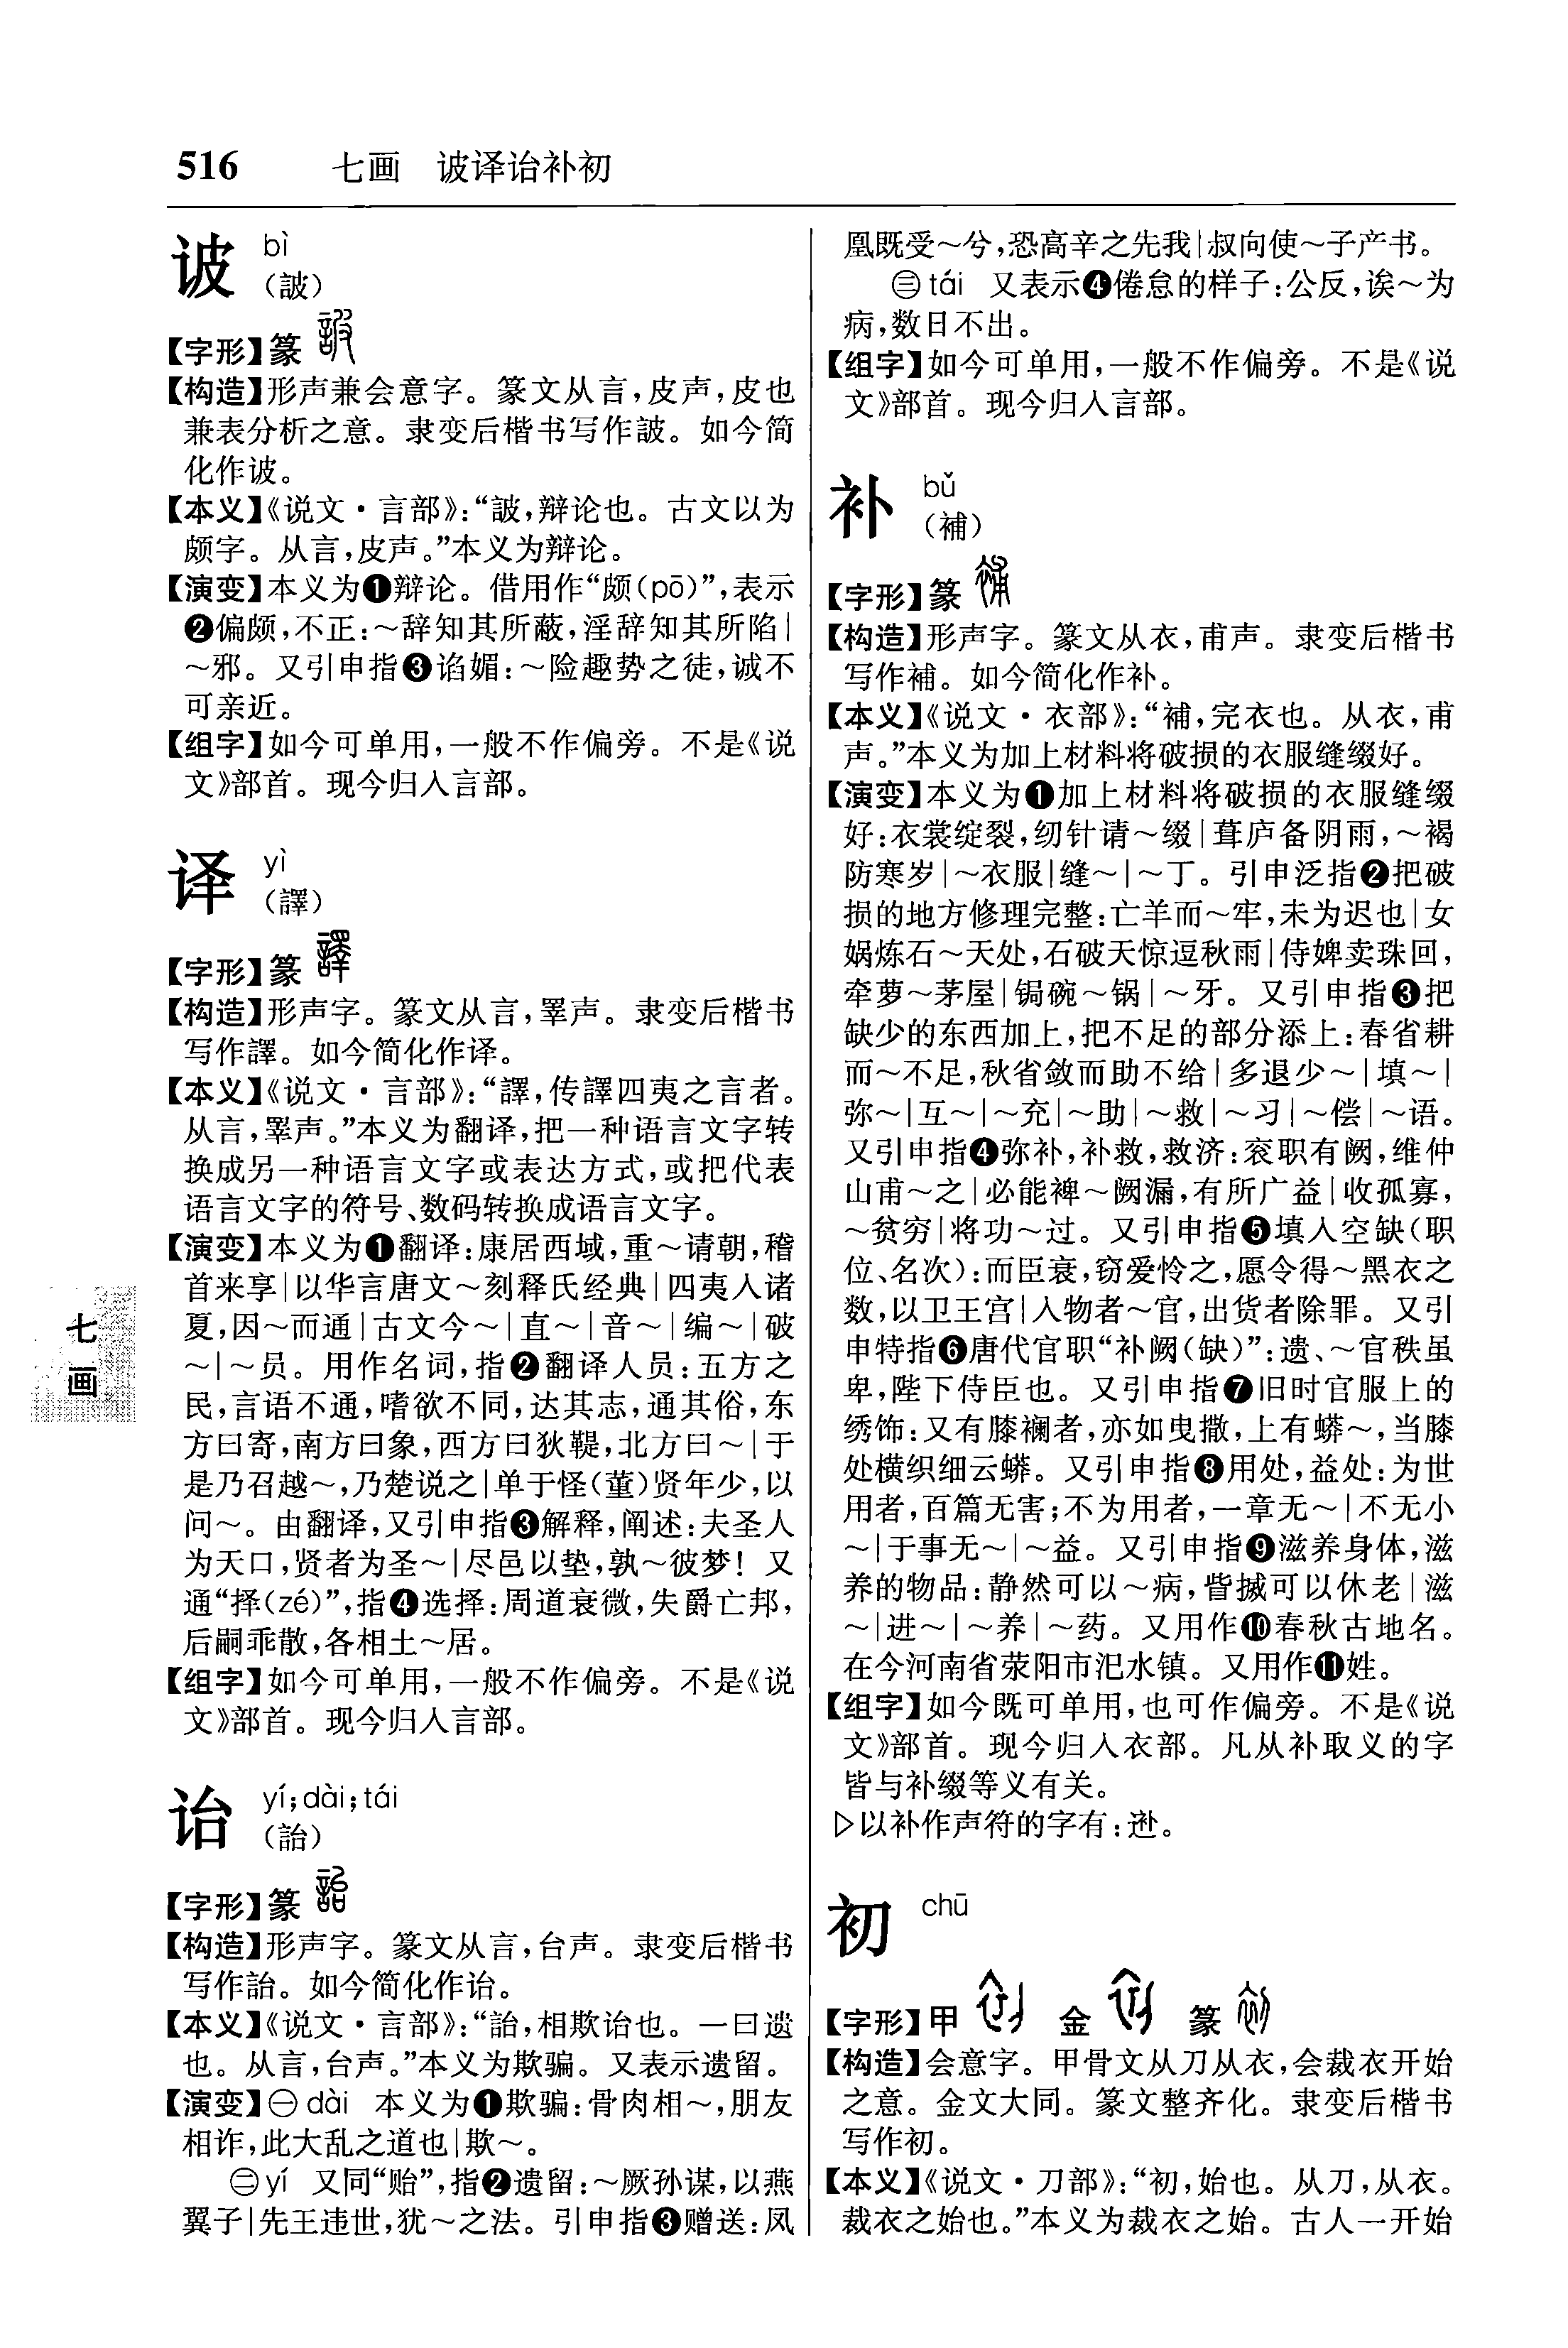 516 七画 诐译诒补初
诐 bì
（詖）
【字形】篆
【构造】形声兼会意字。篆文从言，皮声，皮也
兼表分析之意。隶变后楷书写作詖。如今简
化作诐。
【本义】《说文·言部》：“詖，辩论也。古文以为
颇字。从言，皮声。”本义为辩论。
【演变】本义为❶辩论。借用作“颇（pō）”，表示
❷偏颇，不正：～辞知其所蔽，淫辞知其所陷|
～邪。又引申指❸谄媚：～险趣势之徒，诚不
可亲近。
【组字】如今可单用，一般不作偏旁。不是《说
文》部首。现今归入言部。
译 yì
（譯）
【字形】篆
【构造】形声字。篆文从言，睪声。隶变后楷书
写作譯。如今简化作译。
【本义】《说文·言部》：“譯，传譯四夷之言者。
从言，睪声。”本义为翻译，把一种语言文字转
换成另一种语言文字或表达方式，或把代表
语言文字的符号、数码转换成语言文字。
【演变】本义为❶翻译：康居西域，重～请朝，稽
首来享|以华言唐文～刻释氏经典|四夷入诸
夏，因～而通|古文今～|直～|音～|编～|破
～|～员。用作名词，指❷翻译人员：五方之
民，言语不通，嗜欲不同，达其志，通其俗，东
方曰寄，南方曰象，西方曰狄鞮，北方曰～|于
是乃召越～，乃楚说之|单于怪（董）贤年少，以
问～。由翻译，又引申指❸解释，阐述：夫圣人
为天口，贤者为圣～|尽邑以垫，孰～彼梦！又
通“择（zé）”，指❹选择：周道衰微，失爵亡邦，
后嗣乖散，各相土～居。
【组字】如今可单用，一般不作偏旁。不是《说
文》部首。现今归入言部。
诒 yí；dài；tái
（詒）
【字形】篆
【构造】形声字。篆文从言，台声。隶变后楷书
写作詒。如今简化作诒。
【本义】《说文·言部》：“詒，相欺诒也。一曰遗
也。从言，台声。”本义为欺骗。又表示遗留。
【演变】㊀dài 本义为❶欺骗：骨肉相～，朋友
相诈，此大乱之道也|欺～。
㊁yí 又同“贻”，指❷遗留：～厥孙谋，以燕
翼子|先王违世，犹～之法。引申指❸赠送：凤
凰既受～兮，恐高辛之先我|叔向使～子产书。
㊂tái 又表示❹倦怠的样子：公反，诶～为
病，数日不出。
【组字】如今可单用，一般不作偏旁。不是《说
文》部首。现今归入言部。
补 bǔ
（補）
【字形】篆
【构造】形声字。篆文从衣，甫声。隶变后楷书
写作補。如今简化作补。
【本义】《说文·衣部》：“補，完衣也。从衣，甫
声。”本义为加上材料将破损的衣服缝缀好。
【演变】本义为❶加上材料将破损的衣服缝缀
好：衣裳绽裂，纫针请～缀|葺庐备阴雨，～褐
防寒岁|～衣服|缝～|～丁。引申泛指❷把破
损的地方修理完整：亡羊而～牢，未为迟也|女
娲炼石～天处，石破天惊逗秋雨|侍婢卖珠回，
牵萝～茅屋|锔碗～锅|～牙。又引申指❸把
缺少的东西加上，把不足的部分添上：春省耕
而～不足，秋省敛而助不给|多退少～|填～|
弥～|互～|～充|～助|～救|～习|～偿|～语。
又引申指❹弥补，补救，救济：衮职有阙，维仲
山甫～之|必能裨～阙漏，有所广益|收孤寡，
～贫穷|将功～过。又引申指❺填入空缺（职
位、名次）：而臣衰，窃爱怜之，愿令得～黑衣之
数，以卫王宫|入物者～官，出货者除罪。又引
申特指❻唐代官职“补阙（缺）”：遗、～官秩虽
卑，陛下侍臣也。又引申指❼旧时官服上的
绣饰：又有膝襕者，亦如曳撒，上有蟒～，当膝
处横织细云蟒。又引申指❽用处，益处：为世
用者，百篇无害；不为用者，一章无～|不无小
～|于事无～|～益。又引申指❾滋养身体，滋
养的物品：静然可以～病，眥搣可以休老|滋
～|进～|～养|～药。又用作❿春秋古地名。
在今河南省荥阳市汜水镇。又用作⓫姓。
【组字】如今既可单用，也可作偏旁。不是《说
文》部首。现今归入衣部。凡从补取义的字
皆与补缀等义有关。
▷以补作声符的字有：
初 chū
【字形】甲 金 篆
【构造】会意字。甲骨文从刀从衣，会裁衣开始
之意。金文大同。篆文整齐化。隶变后楷书
写作初。
【本义】《说文·刀部》：“初，始也。从刀，从衣。
裁衣之始也。”本义为裁衣之始。古人一开始
七
画